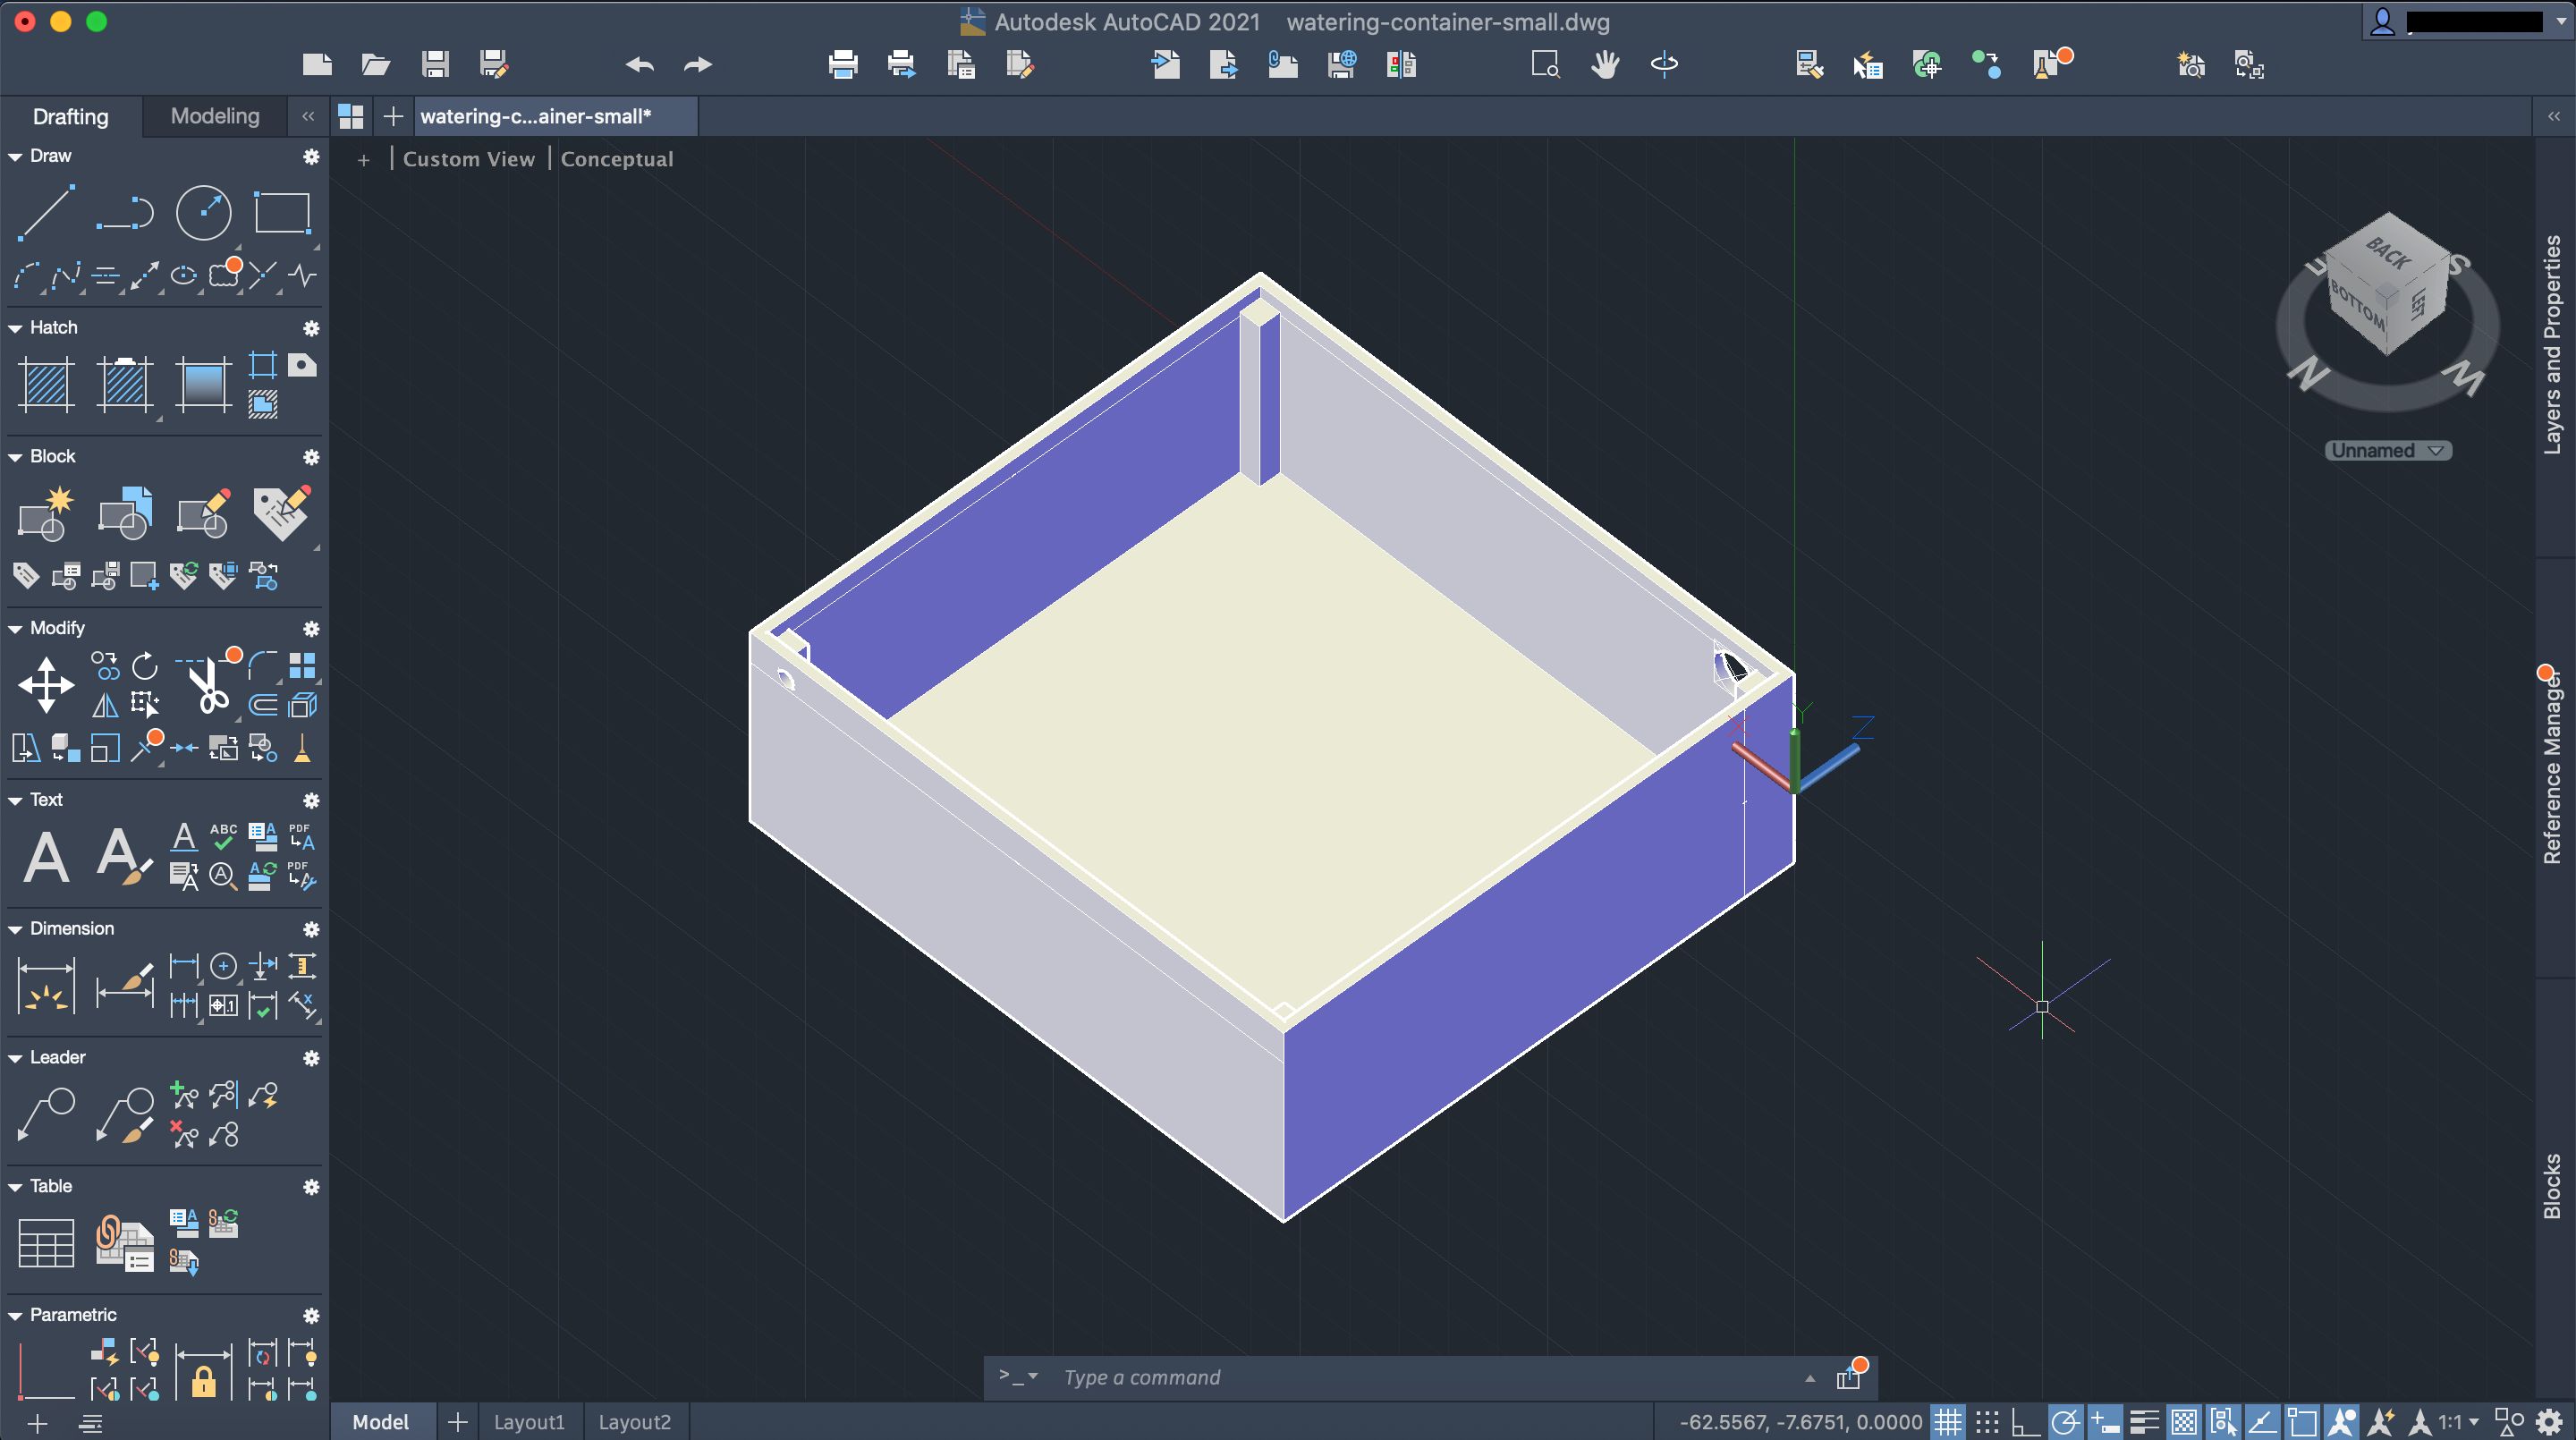 Autodesk AutoCAD 2021 watering-container-small.dwg
Drafting Modeling « + watering-c...ainer-small* «
+ | Custom View | Conceptual
Draw
Hatch
Block
Modify
Text
A A A ABC A PDF A
A A A PDF A
Dimension
Leader
Table
Parametric
BACK
BOTTOM LEFT
S
N W
Unnamed
Layers and Properties
Reference Manager
Blocks
X Y Z
>_ Type a command
Model + Layout1 Layout2 -62.5567, -7.6751, 0.0000 1:1